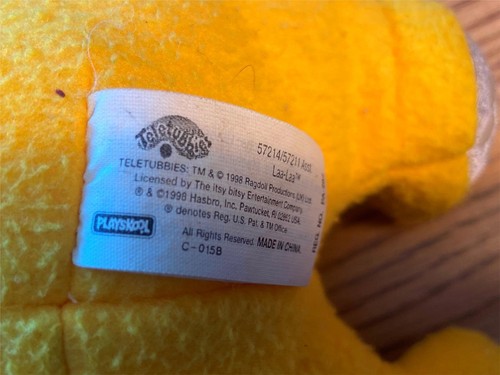 Teletubbies
57214/57211 Asst.
Laa-Laa™
TELETUBBIES: TM & © 1998 Ragdoll Productions (UK) Ltd.
Licensed by The itsy bitsy Entertainment Company
® & ©1998 Hasbro, Inc. Pawtucket, RI 02862 USA.
® denotes Reg. U.S. Pat. & TM Office
PLAYSKOOL
All Rights Reserved. MADE IN CHINA.
C-015B
REG. NO.